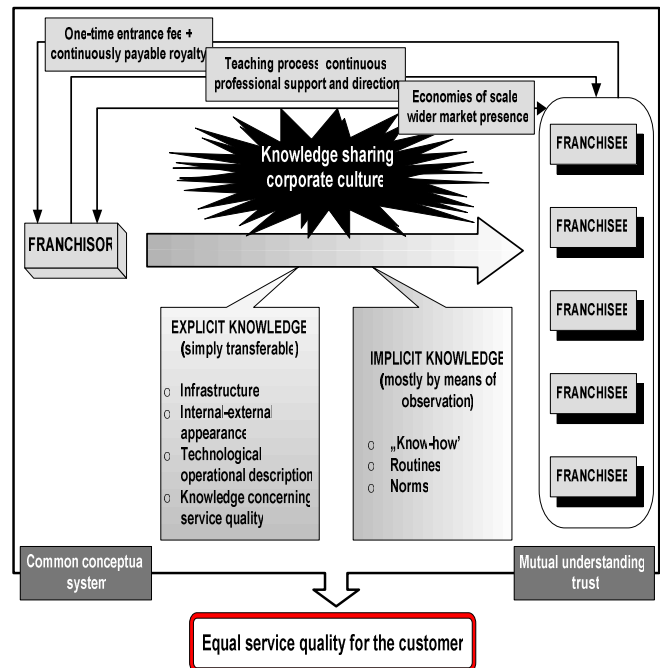 One-time entrance fee +
continuously payable royalty
Teaching process continuous
professional support and direction
Economies of scale
wider market presence
Knowledge sharing
corporate culture
FRANCHISOR
FRANCHISEE
FRANCHISEE
FRANCHISEE
FRANCHISEE
FRANCHISEE
EXPLICIT KNOWLEDGE
(simply transferable)
o Infrastructure
o Internal-external
appearance
o Technological
operational description
o Knowledge concerning
service quality
IMPLICIT KNOWLEDGE
(mostly by means of
observation)
o „Know-how’
o Routines
o Norms
Common conceptua
system
Mutual understanding
trust
Equal service quality for the customer